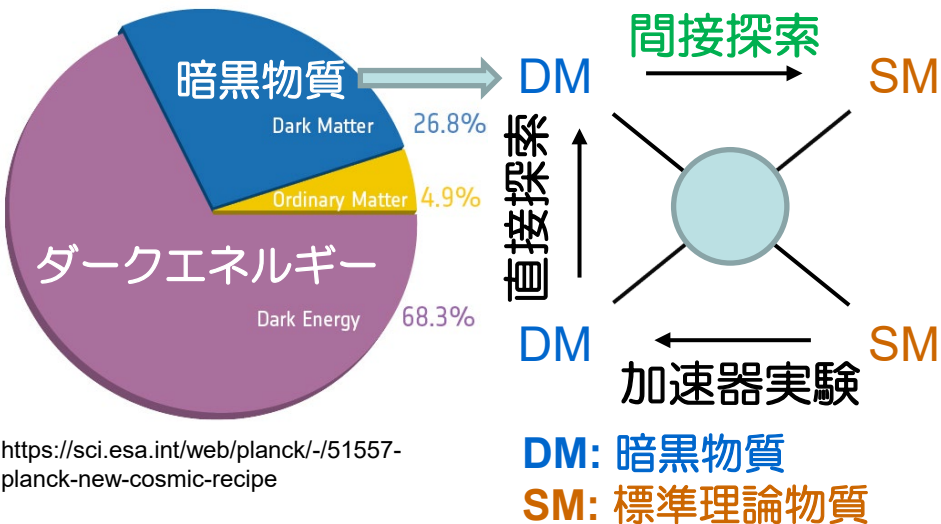 暗黒物質
Dark Matter 26.8%
Ordinary Matter 4.9%
ダークエネルギー
Dark Energy 68.3%
https://sci.esa.int/web/planck/-/51557-
planck-new-cosmic-recipe
間接探索
DM SM
直接探索
DM SM
加速器実験
DM: 暗黒物質
SM: 標準理論物質